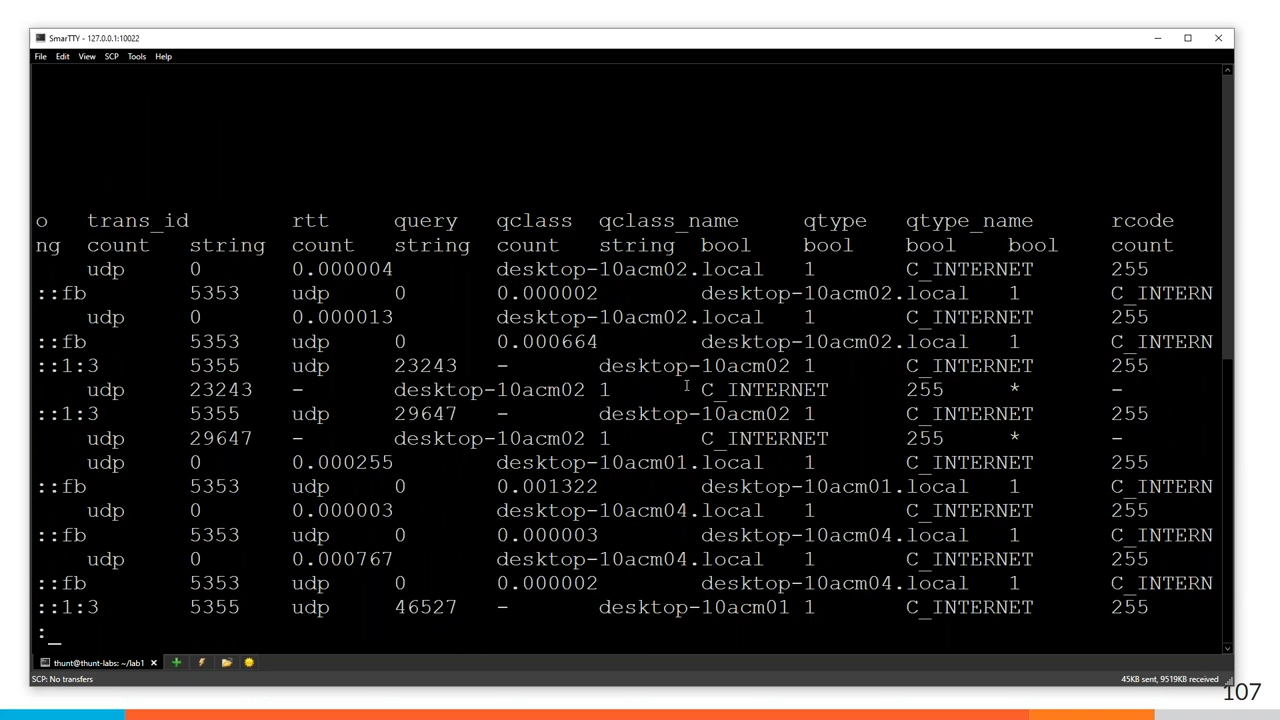 SmarTTY - 127.0.0.1:10022
File Edit View SCP Tools Help
o trans_id rtt query qclass qclass_name qtype qtype_name rcode
ng count string count string count string bool bool bool bool count
udp 0 0.000004 desktop-10acm02.local 1 C_INTERNET 255
::fb 5353 udp 0 0.000002 desktop-10acm02.local 1 C_INTERN
udp 0 0.000013 desktop-10acm02.local 1 C_INTERNET 255
::fb 5353 udp 0 0.000664 desktop-10acm02.local 1 C_INTERN
::1:3 5355 udp 23243 - desktop-10acm02 1 C_INTERNET 255
udp 23243 - desktop-10acm02 1 C_INTERNET 255 * -
::1:3 5355 udp 29647 - desktop-10acm02 1 C_INTERNET 255
udp 29647 - desktop-10acm02 1 C_INTERNET 255 * -
udp 0 0.000255 desktop-10acm01.local 1 C_INTERNET 255
::fb 5353 udp 0 0.001322 desktop-10acm01.local 1 C_INTERN
udp 0 0.000003 desktop-10acm04.local 1 C_INTERNET 255
::fb 5353 udp 0 0.000003 desktop-10acm04.local 1 C_INTERN
udp 0 0.000767 desktop-10acm04.local 1 C_INTERNET 255
::fb 5353 udp 0 0.000002 desktop-10acm04.local 1 C_INTERN
::1:3 5355 udp 46527 - desktop-10acm01 1 C_INTERNET 255
:_
thunt@thunt-labs: ~/lab1
SCP: No transfers 45KB sent, 9519KB received
107